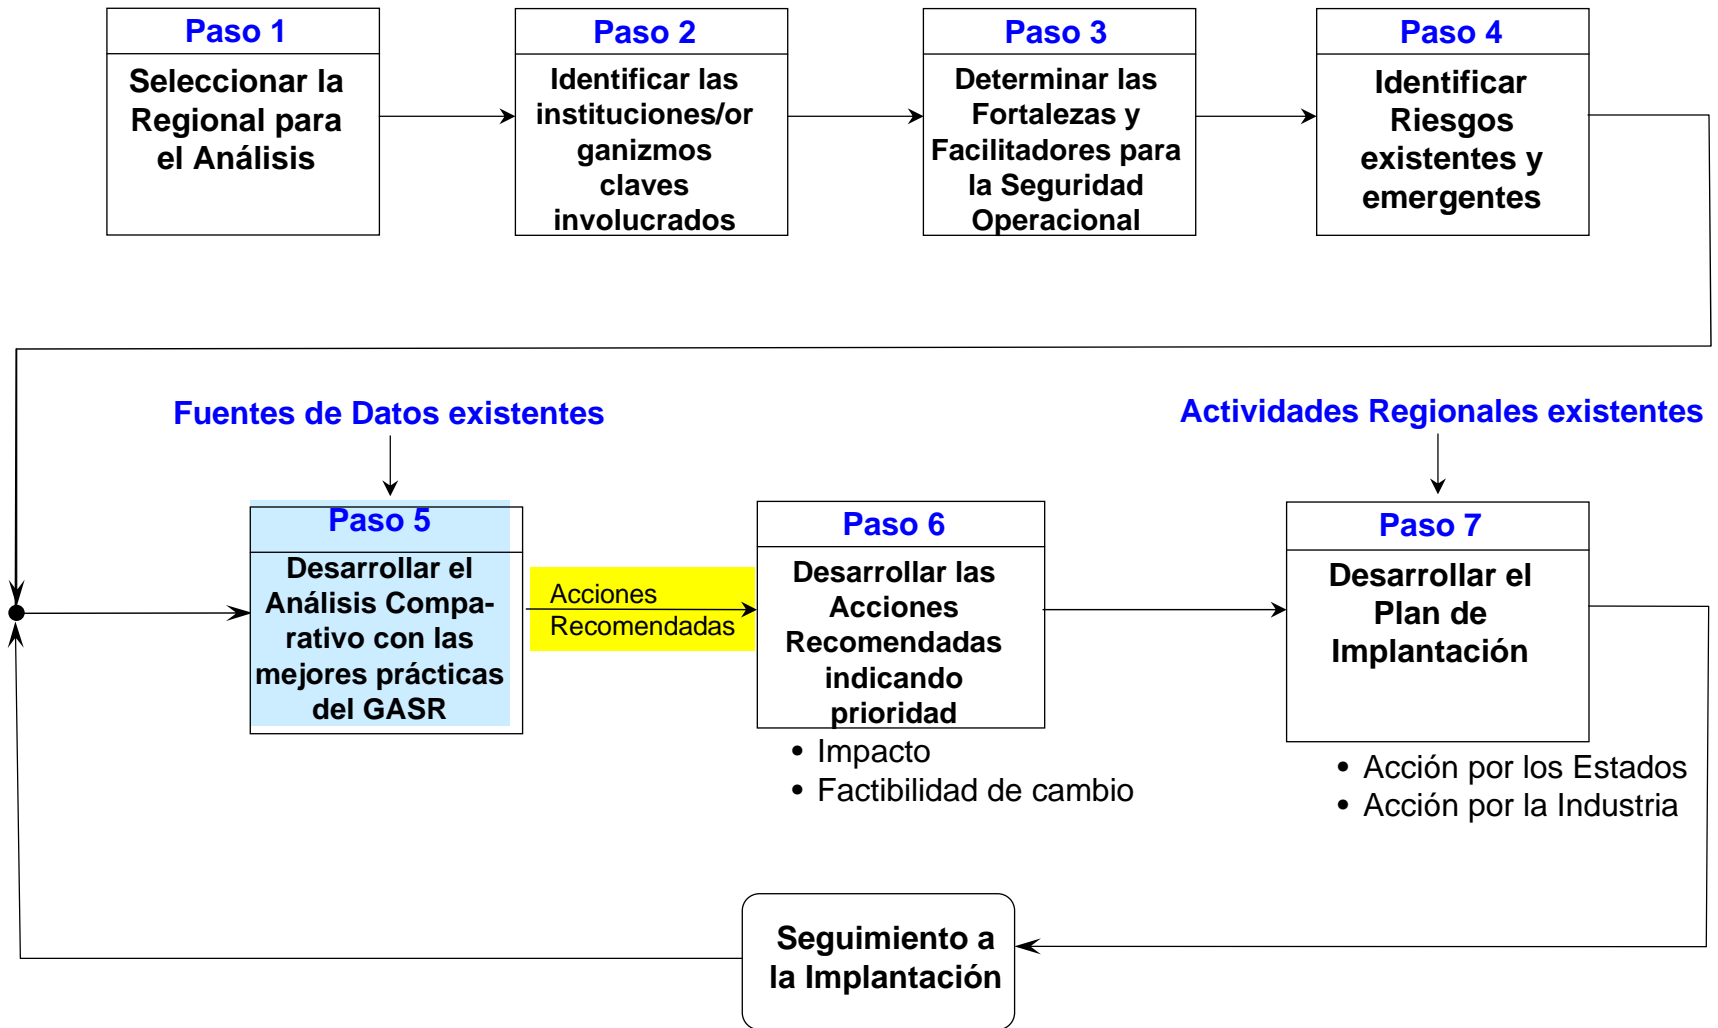 Paso 1
Seleccionar la
Regional para
el Análisis
Paso 2
Identificar las
instituciones/or
ganizmos
claves
involucrados
Paso 3
Determinar las
Fortalezas y
Facilitadores para
la Seguridad
Operacional
Paso 4
Identificar
Riesgos
existentes y
emergentes
Fuentes de Datos existentes
Actividades Regionales existentes
Paso 5
Desarrollar el
Análisis Compa-
rativo con las
mejores prácticas
del GASR
Acciones
Recomendadas
Paso 6
Desarrollar las
Acciones
Recomendadas
indicando
prioridad
• Impacto
• Factibilidad de cambio
Paso 7
Desarrollar el
Plan de
Implantación
• Acción por los Estados
• Acción por la Industria
Seguimiento a
la Implantación